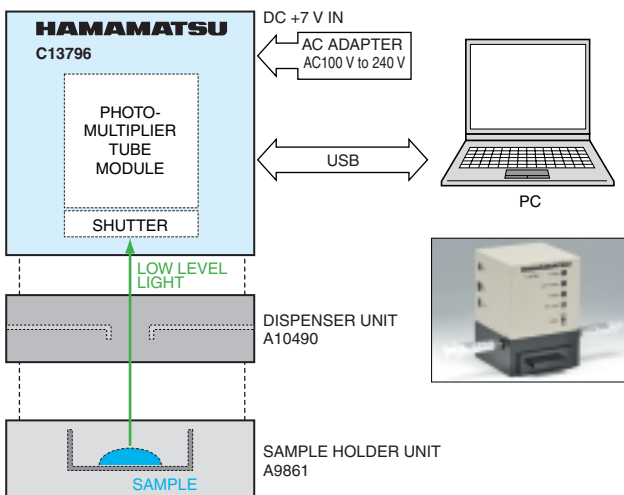 HAMAMATSU
C13796
DC +7 V IN
AC ADAPTER
AC100 V to 240 V
PHOTO-
MULTIPLIER
TUBE
MODULE
SHUTTER
USB
PC
LOW LEVEL
LIGHT
DISPENSER UNIT
A10490
SAMPLE HOLDER UNIT
A9861
SAMPLE